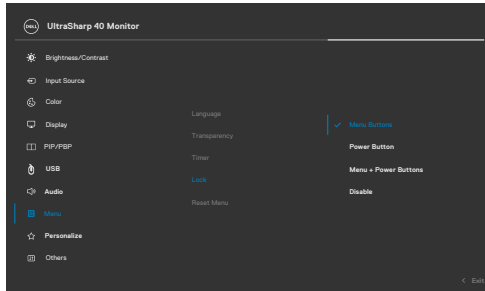 DELL
UltraSharp 40 Monitor
Brightness/Contrast
Input Source
Color
Display
PIP/PBP
USB
Audio
Menu
Personalize
Others
Language
Transparency
Timer
Lock
Reset Menu
Menu Buttons
Power Button
Menu + Power Buttons
Disable
Exit